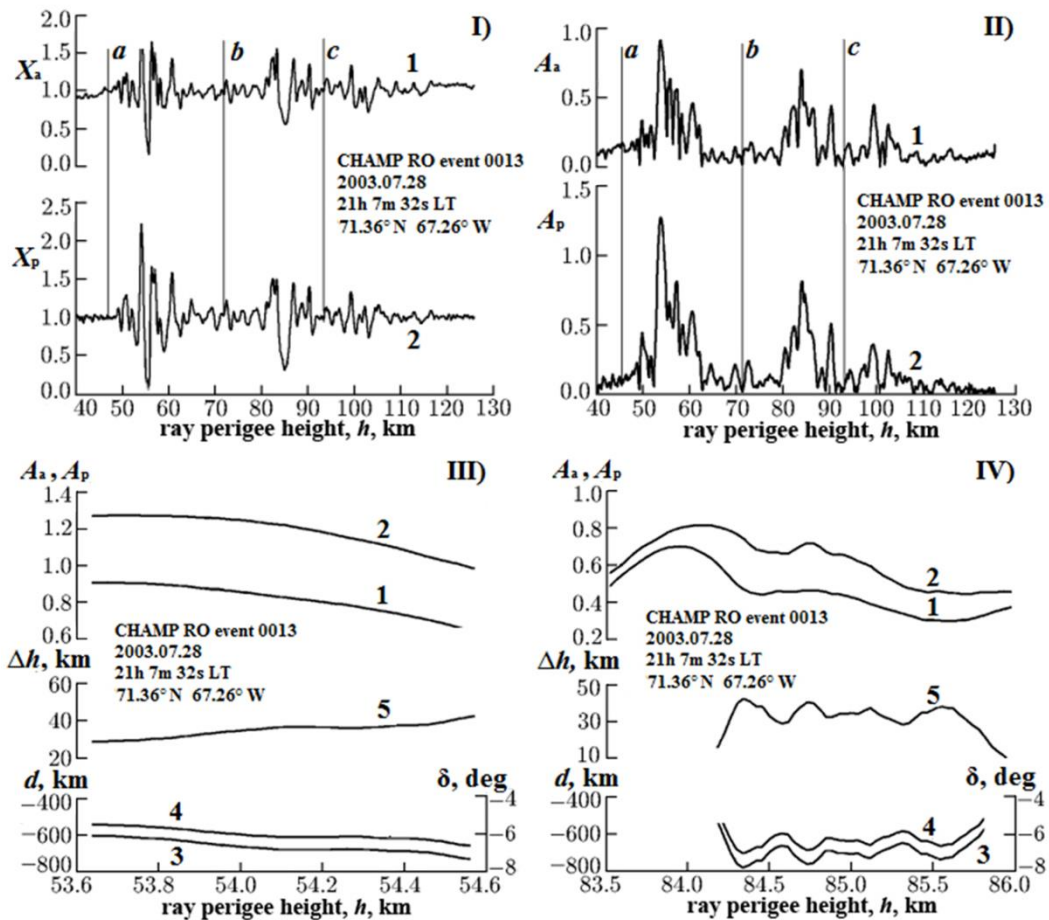 I)
2.0
a
b
c
Xa
1.5
1
1.0
0.5
CHAMP RO event 0013
0.0
2003.07.28
2.5
21h 7m 32s LT
2.0
71.36° N 67.26° W
Xp
1.5
1.0
2
0.5
0.0
40 50 60 70 80 90 100 110 120 130
ray perigee height, h, km
II)
1.0
a
b
c
Aa
0.5
1
0.0
1.5
CHAMP RO event 0013
Ap
2003.07.28
1.0
21h 7m 32s LT
71.36° N 67.26° W
0.5
2
0.0
40 50 60 70 80 90 100 110 120 130
ray perigee height, h, km
Aa , Ap
III)
1.4
1.2
2
1.0
0.8
1
0.6
CHAMP RO event 0013
2003.07.28
Δh, km
21h 7m 32s LT
60
71.36° N 67.26° W
40
5
20
d, km
δ, deg
−400
−4
4
−600
−6
3
−800
−8
53.6 53.8 54.0 54.2 54.4 54.6
ray perigee height, h, km
Aa , Ap
IV)
1.0
0.8
0.6
2
0.4
1
0.2
CHAMP RO event 0013
2003.07.28
Δh, km
21h 7m 32s LT
50
71.36° N 67.26° W
5
30
10
d, km
δ, deg
−400
−4
−600
4
−6
3
−800
−8
83.5 84.0 84.5 85.0 85.5 86.0
ray perigee height, h, km